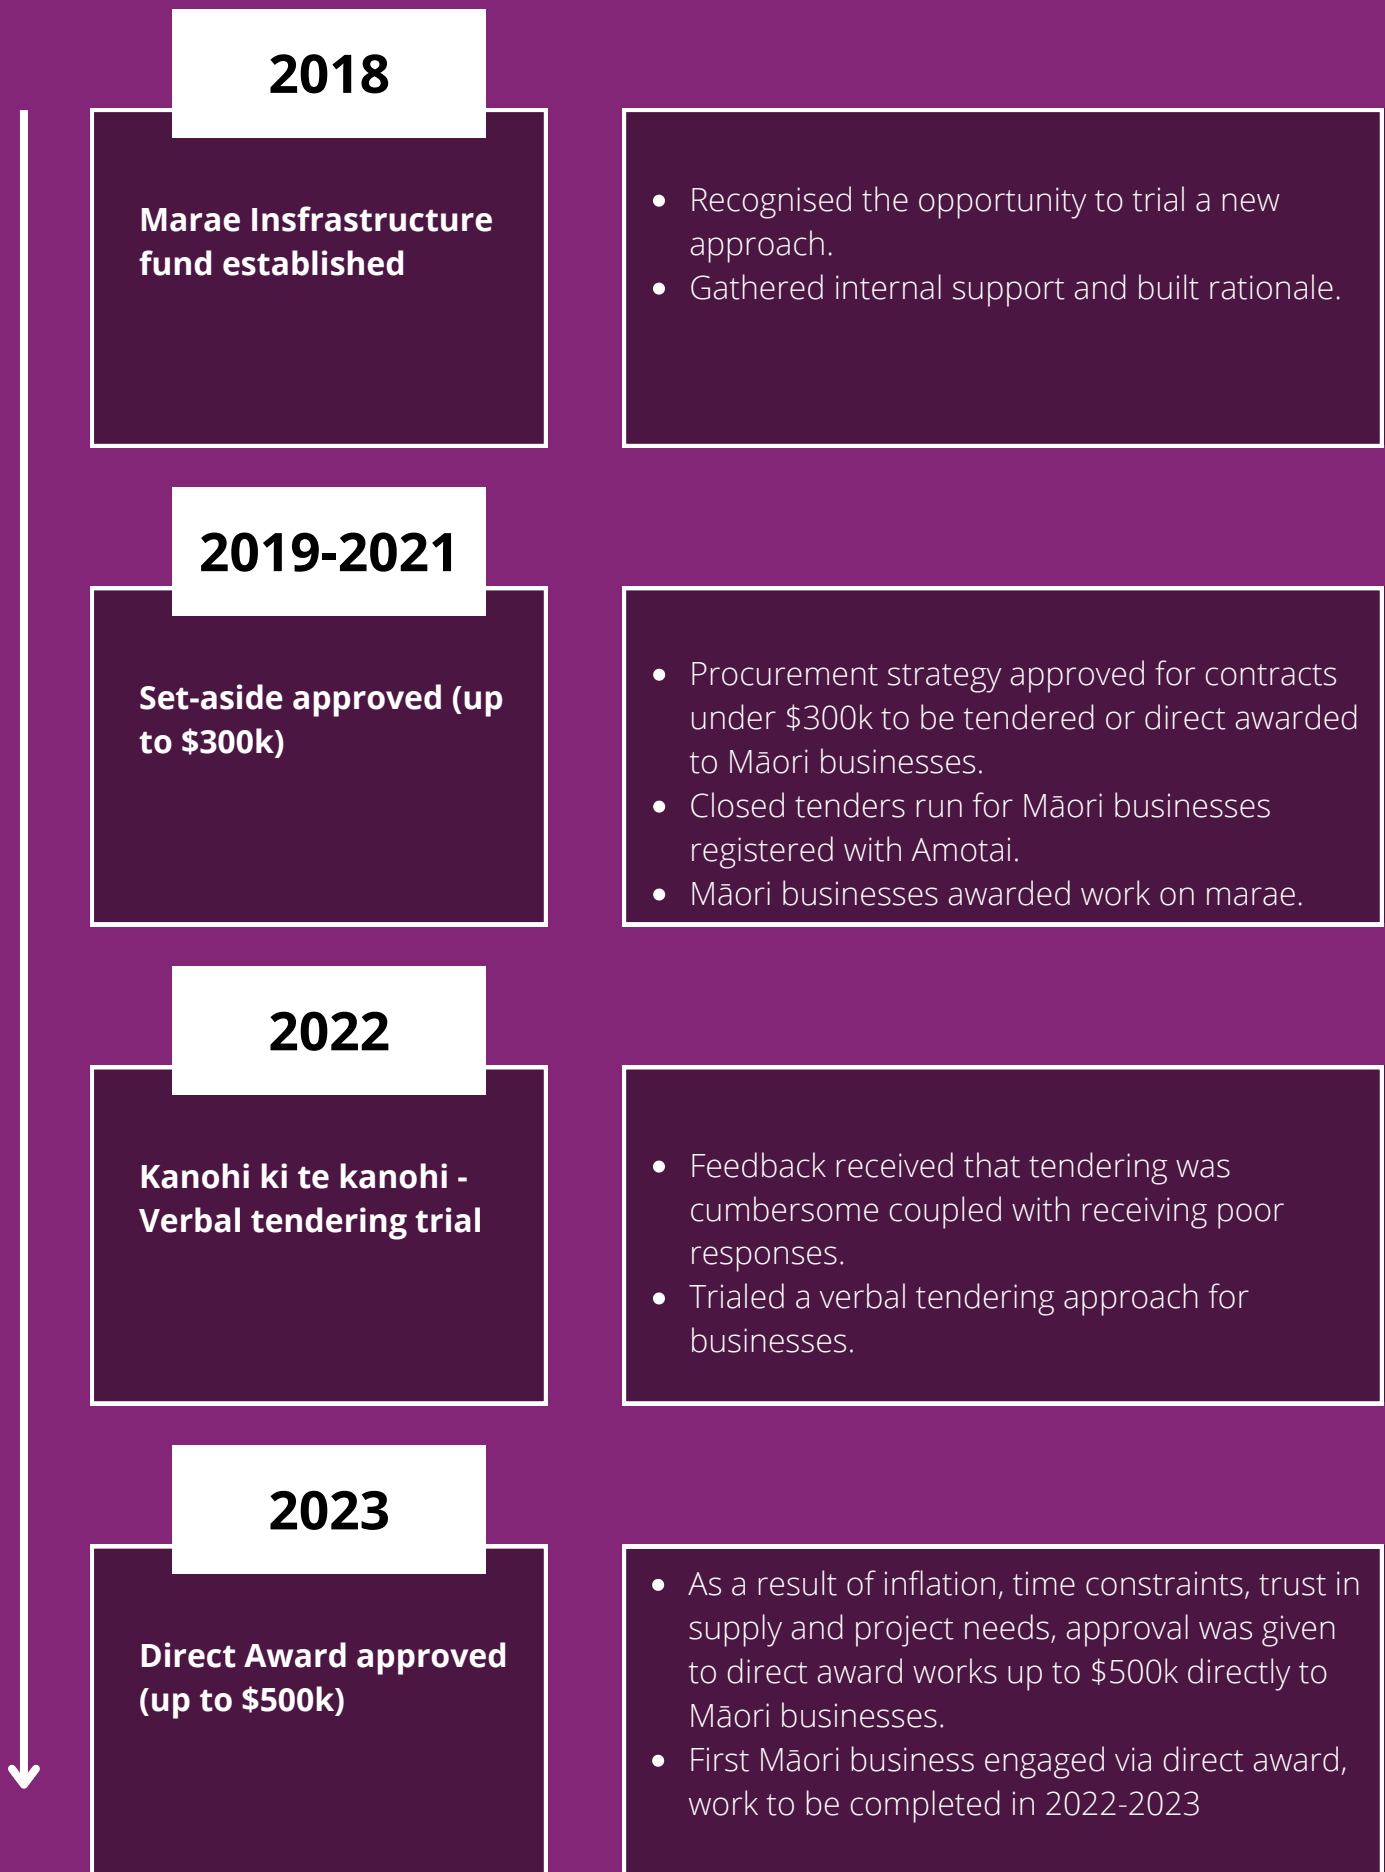 2018
Marae Insfrastructure
fund established
• Recognised the opportunity to trial a new
approach.
• Gathered internal support and built rationale.
2019-2021
Set-aside approved (up
to $300k)
• Procurement strategy approved for contracts
under $300k to be tendered or direct awarded
to Māori businesses.
• Closed tenders run for Māori businesses
registered with Amotai.
• Māori businesses awarded work on marae.
2022
Kanohi ki te kanohi -
Verbal tendering trial
• Feedback received that tendering was
cumbersome coupled with receiving poor
responses.
• Trialed a verbal tendering approach for
businesses.
2023
Direct Award approved
(up to $500k)
• As a result of inflation, time constraints, trust in
supply and project needs, approval was given
to direct award works up to $500k directly to
Māori businesses.
• First Māori business engaged via direct award,
work to be completed in 2022-2023